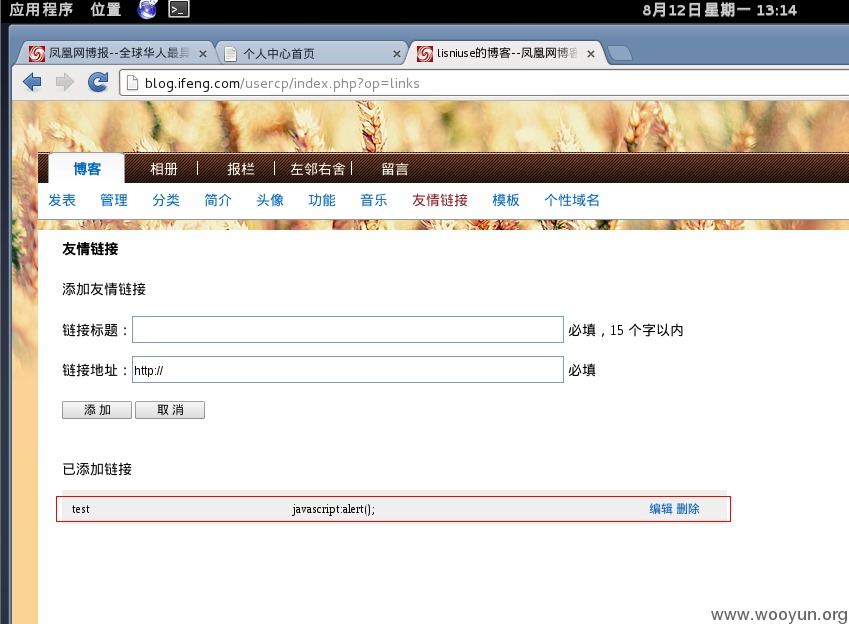 应用程序 位置 8月12日星期一 13:14
凤凰网博报--全球华人最具 个人中心首页 lisniuse的博客--凤凰网博客
blog.ifeng.com/usercp/index.php?op=links
博客 相册 报栏 左邻右舍 留言
发表 管理 分类 简介 头像 功能 音乐 友情链接 模板 个性域名
友情链接
添加友情链接
链接标题： 必填，15 个字以内
链接地址： http:// 必填
添 加 取 消
已添加链接
test javascript:alert(); 编辑 删除
www.wooyun.org